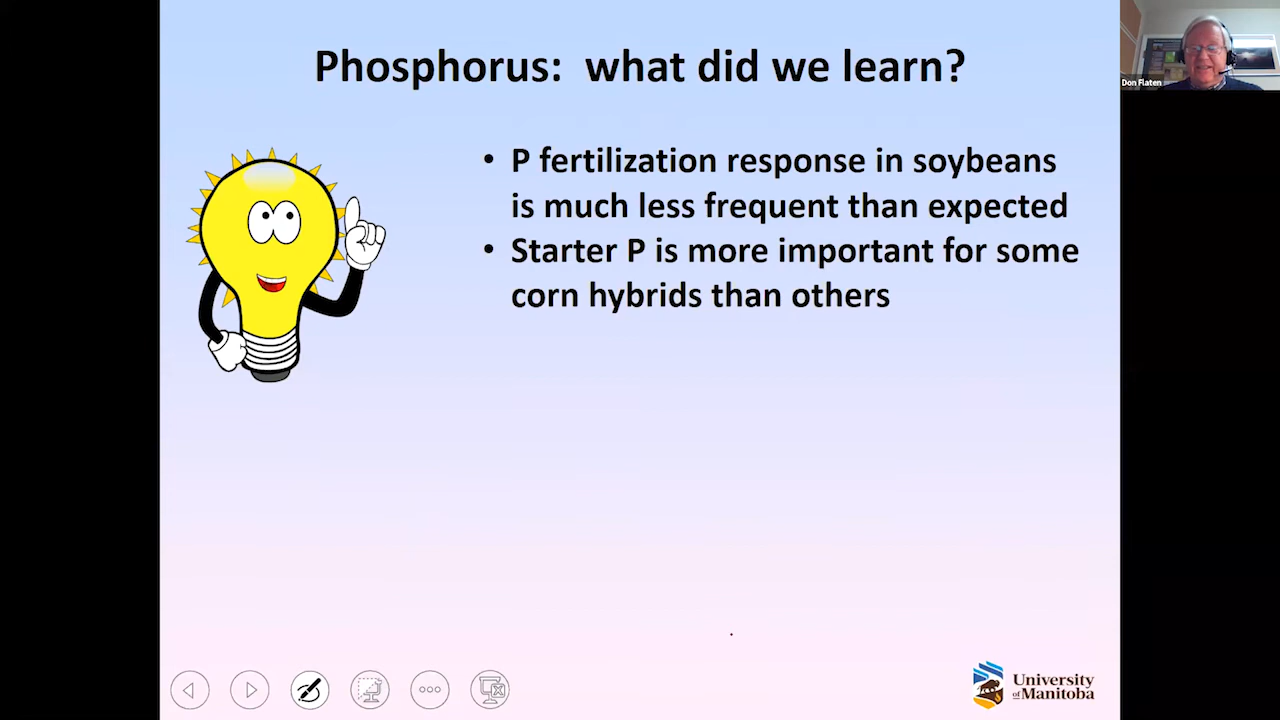 Phosphorus: what did we learn?
Don Flaten
• P fertilization response in soybeans
is much less frequent than expected
• Starter P is more important for some
corn hybrids than others
University
of Manitoba